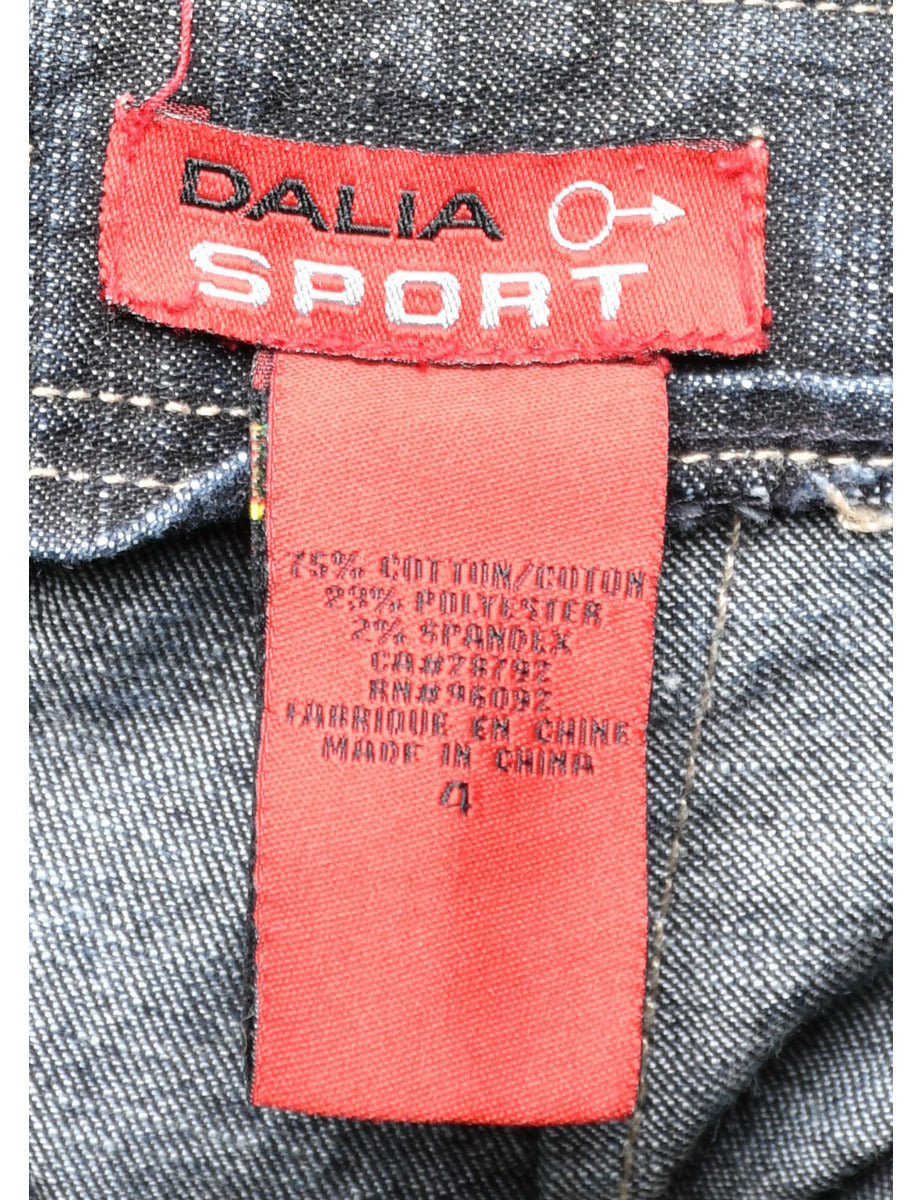 DALIA
SPORT
75% COTTON/COTON
23% POLYESTER
2% SPANDEX
CA#28792
RN#96092
FABRIQUE EN CHINE
MADE IN CHINA
4